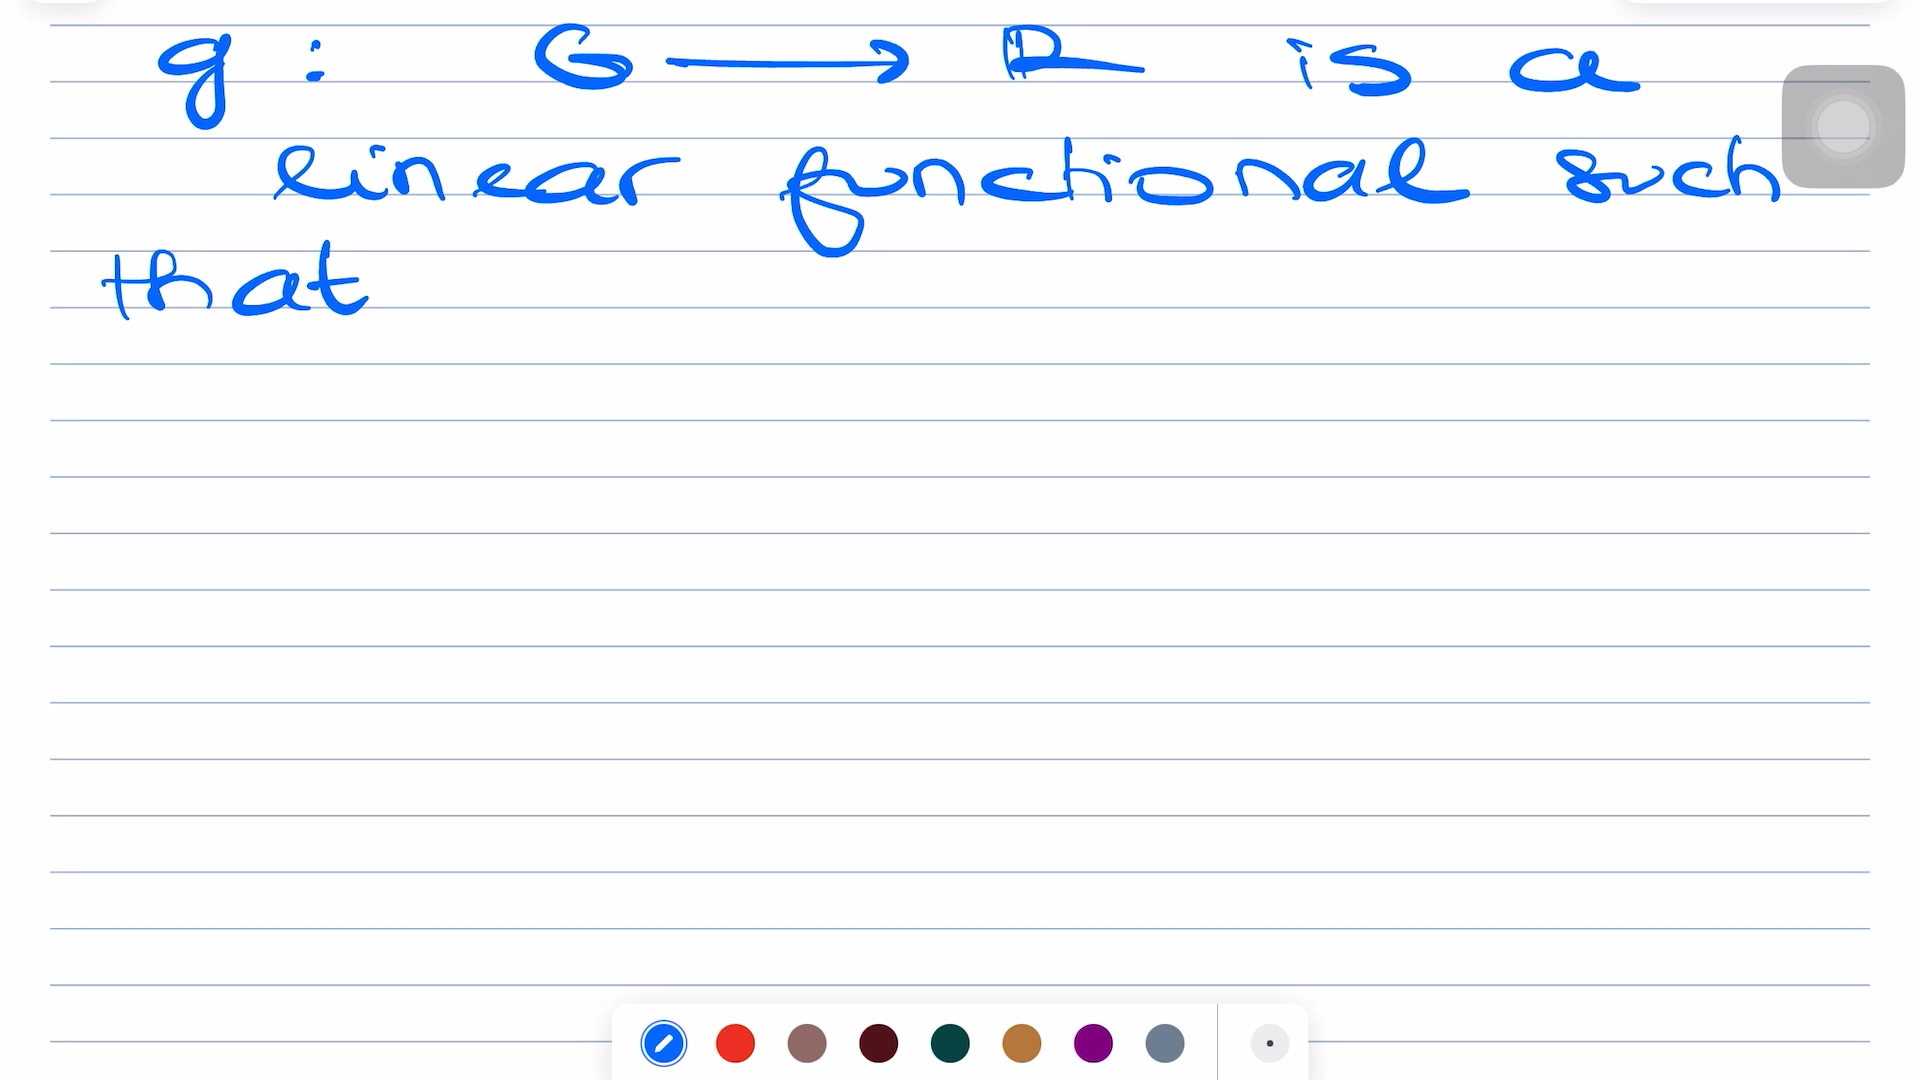 g : G → ℝ is a
linear functional such
that